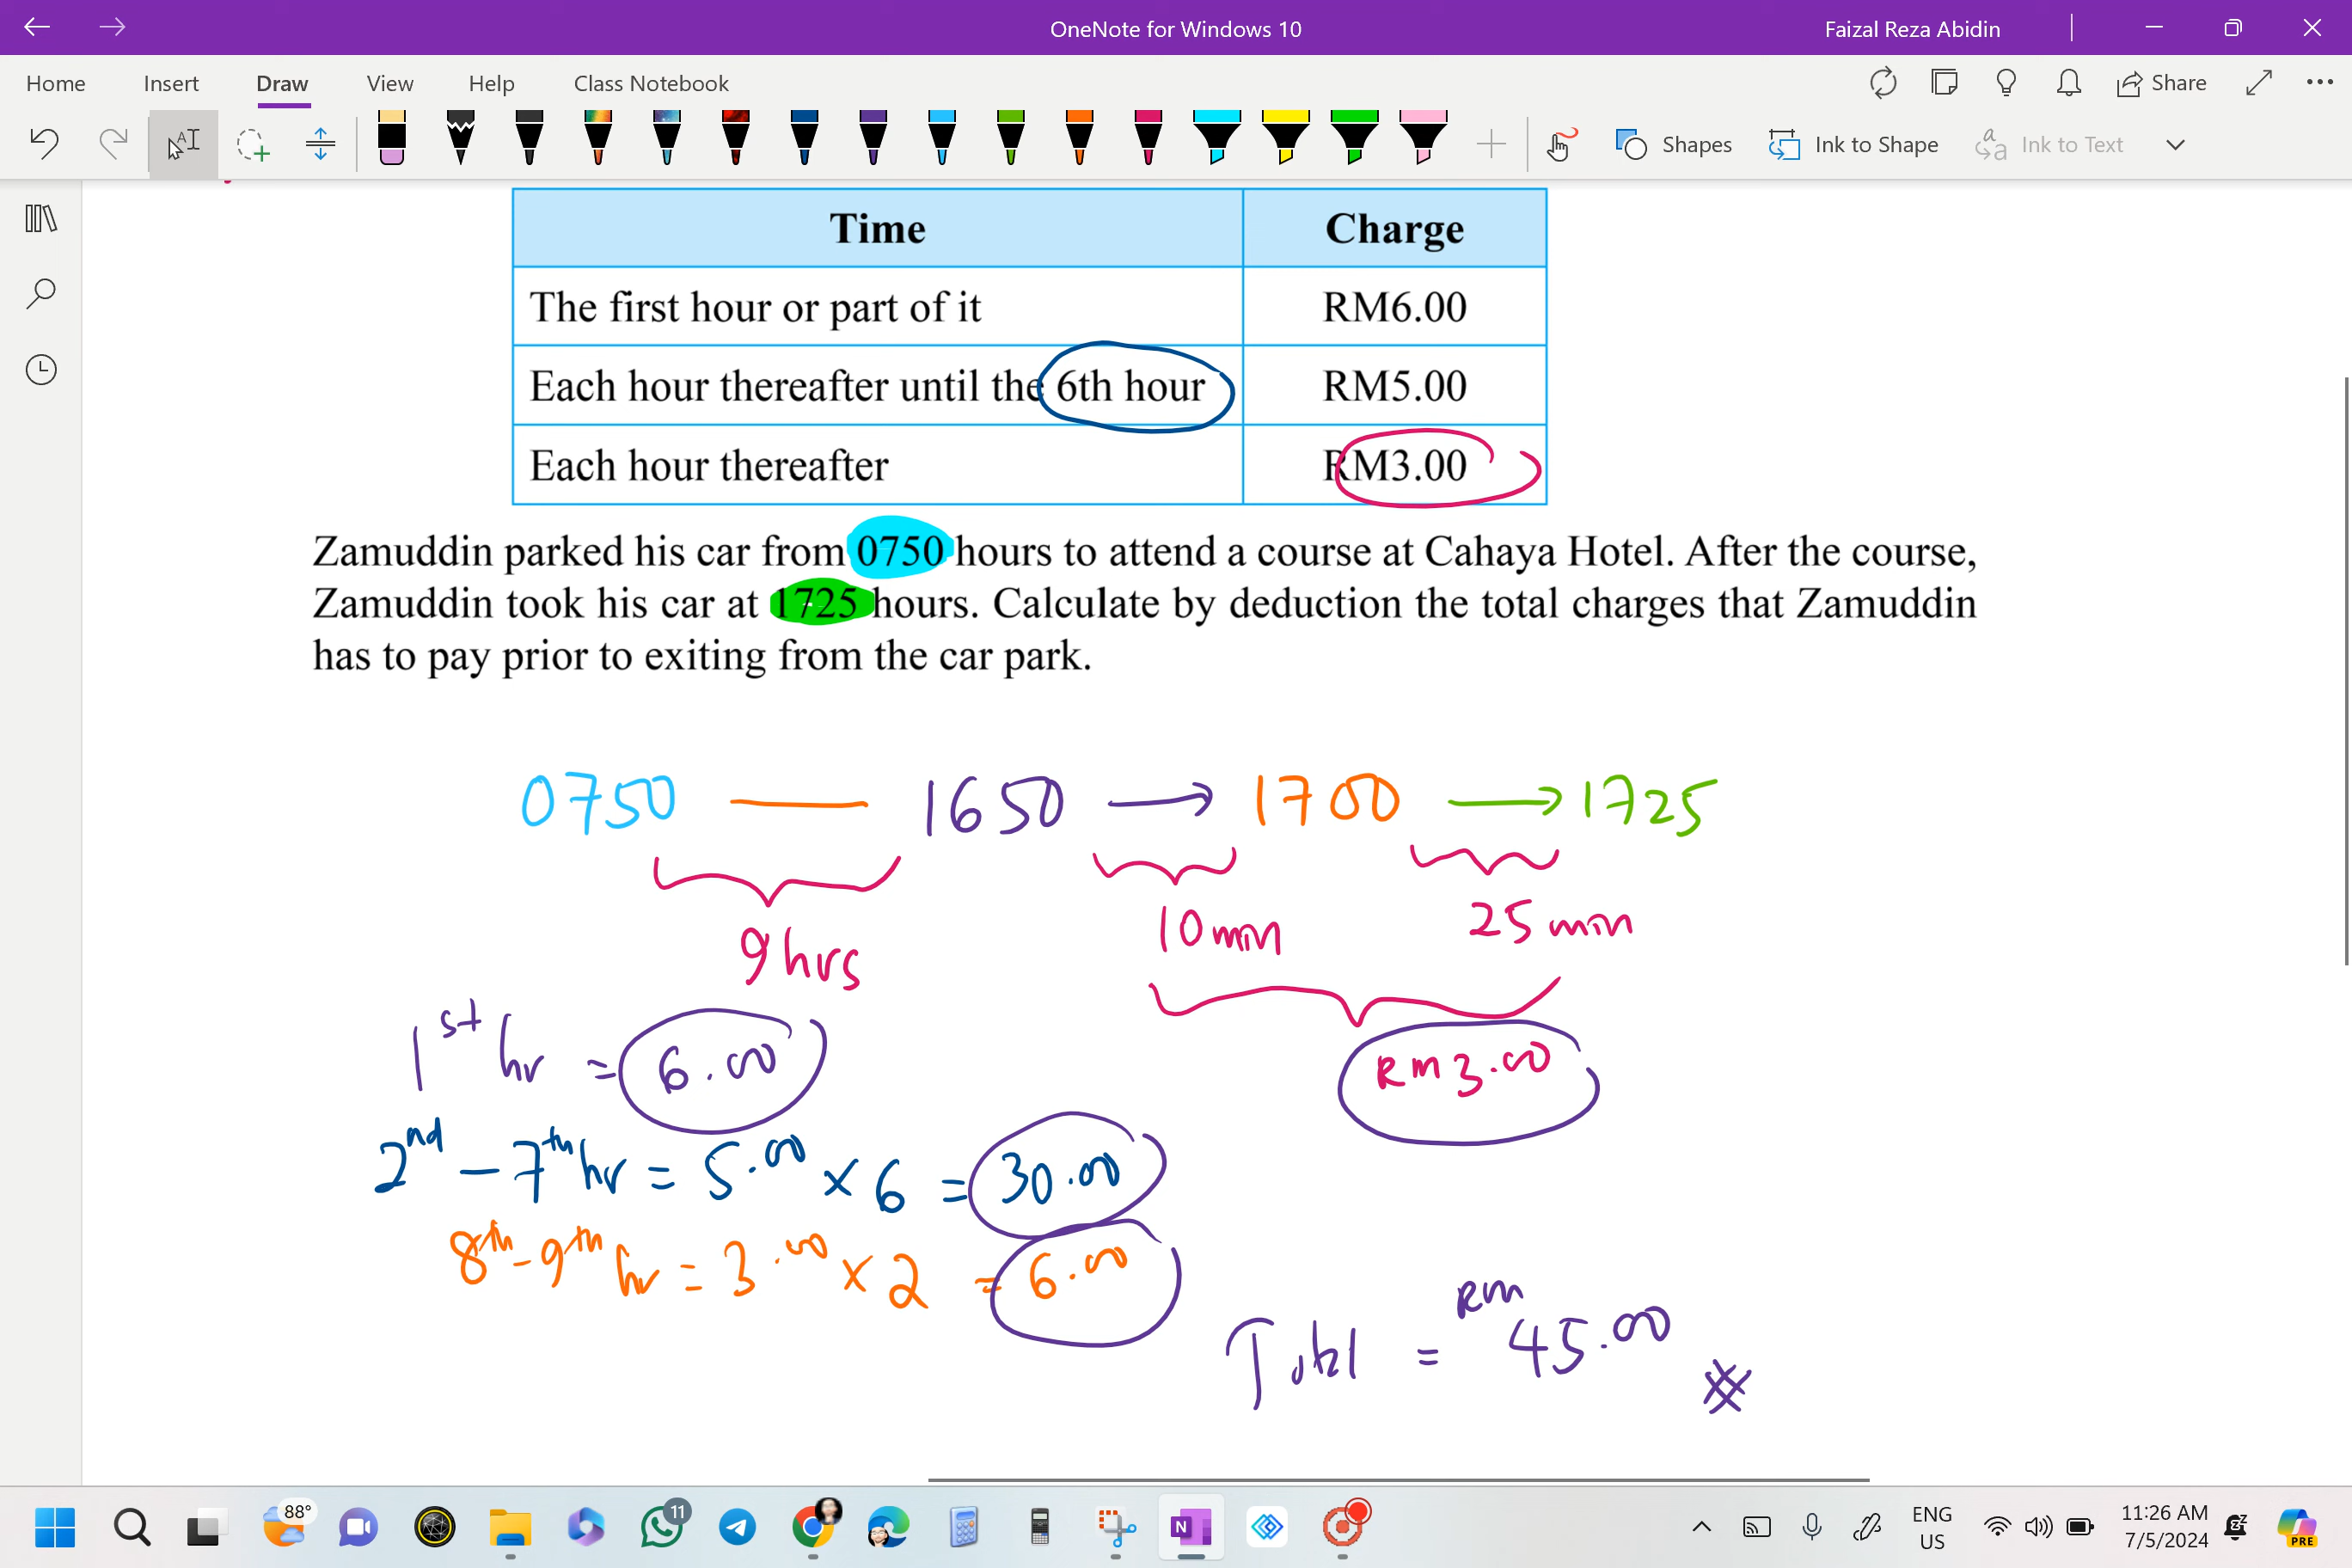 OneNote for Windows 10
Faizal Reza Abidin
Home Insert Draw View Help Class Notebook
Share
Shapes Ink to Shape Ink to Text
Time Charge
The first hour or part of it RM6.00
Each hour thereafter until the 6th hour RM5.00
Each hour thereafter RM3.00
Zamuddin parked his car from 0750 hours to attend a course at Cahaya Hotel. After the course,
Zamuddin took his car at 1725 hours. Calculate by deduction the total charges that Zamuddin
has to pay prior to exiting from the car park.
0750 — 1650 → 1700 → 1725
9 hrs 10 min 25 min
1st hr = 6.00
RM 3.00
2nd – 7th hr = 5.00 × 6 = 30.00
8th – 9th hr = 3.00 × 2 = 6.00
Total = RM 45.00
88°
11
N
ENG
US
11:26 AM
7/5/2024
PRE